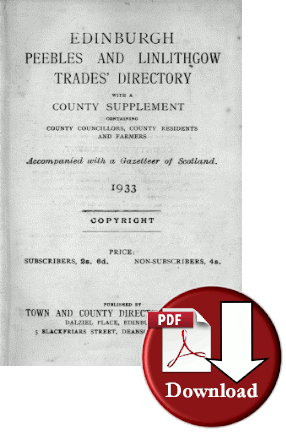 EDINBURGH
PEEBLES AND LINLITHGOW
TRADES' DIRECTORY
WITH A
COUNTY SUPPLEMENT
CONTAINING
COUNTY COUNCILLORS, COUNTY RESIDENTS
AND FARMERS
Accompanied with a Gazetteer of Scotland.
1933
COPYRIGHT
PRICE:
SUBSCRIBERS, 2s. 6d. NON-SUBSCRIBERS, 4s.
PUBLISHED BY
TOWN AND COUNTY
DALZIEL PLACE,
5 BLACKFRIARS STREET,
PDF
Download